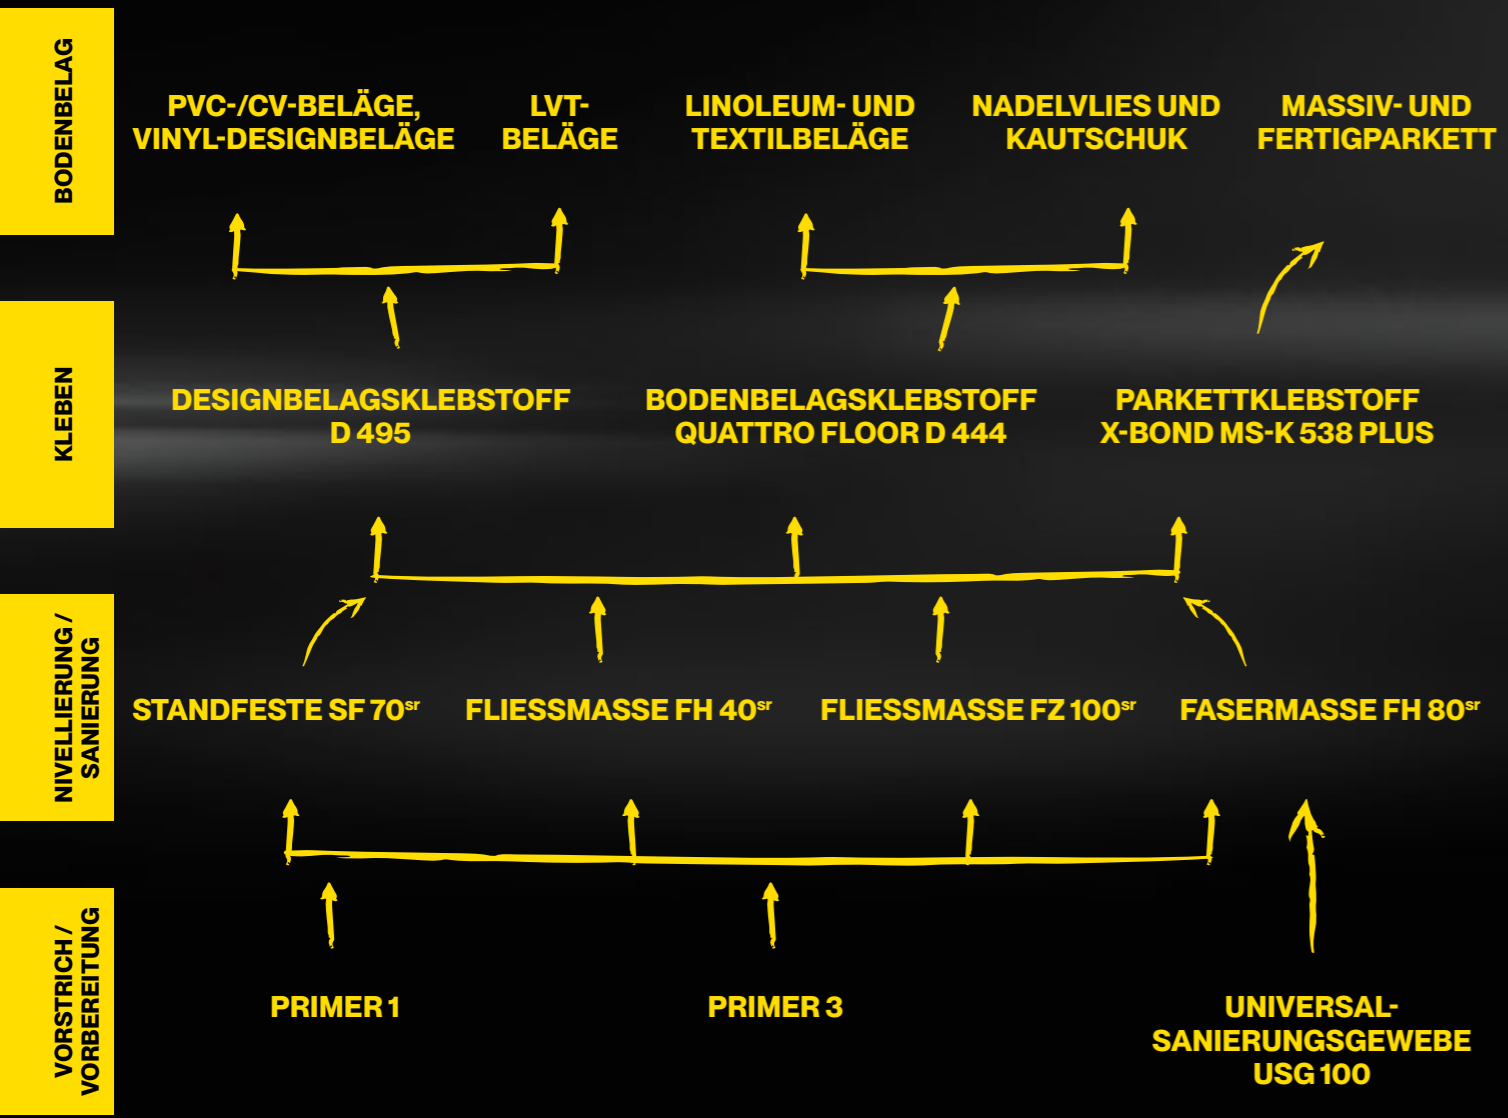 BODENBELAG
PVC-/CV-BELÄGE,
VINYL-DESIGNBELÄGE
LVT-
BELÄGE
LINOLEUM- UND
TEXTILBELÄGE
NADELVLIES UND
KAUTSCHUK
MASSIV- UND
FERTIGPARKETT
KLEBEN
DESIGNBELAGSKLEBSTOFF
D 495
BODENBELAGSKLEBSTOFF
QUATTRO FLOOR D 444
PARKETTKLEBSTOFF
X-BOND MS-K 538 PLUS
NIVELLIERUNG /
SANIERUNG
STANDFESTE SF 70sr
FLIESSMASSE FH 40sr
FLIESSMASSE FZ 100sr
FASERMASSE FH 80sr
VORSTRICH /
VORBEREITUNG
PRIMER 1
PRIMER 3
UNIVERSAL-
SANIERUNGSGEWEBE
USG 100